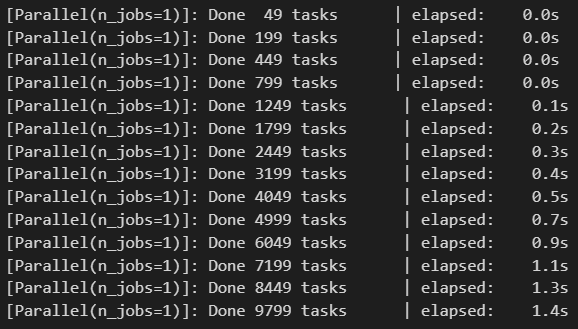 [Parallel(n_jobs=1)]: Done  49 tasks      | elapsed:    0.0s
[Parallel(n_jobs=1)]: Done 199 tasks      | elapsed:    0.0s
[Parallel(n_jobs=1)]: Done 449 tasks      | elapsed:    0.0s
[Parallel(n_jobs=1)]: Done 799 tasks      | elapsed:    0.0s
[Parallel(n_jobs=1)]: Done 1249 tasks      | elapsed:    0.1s
[Parallel(n_jobs=1)]: Done 1799 tasks      | elapsed:    0.2s
[Parallel(n_jobs=1)]: Done 2449 tasks      | elapsed:    0.3s
[Parallel(n_jobs=1)]: Done 3199 tasks      | elapsed:    0.4s
[Parallel(n_jobs=1)]: Done 4049 tasks      | elapsed:    0.5s
[Parallel(n_jobs=1)]: Done 4999 tasks      | elapsed:    0.7s
[Parallel(n_jobs=1)]: Done 6049 tasks      | elapsed:    0.9s
[Parallel(n_jobs=1)]: Done 7199 tasks      | elapsed:    1.1s
[Parallel(n_jobs=1)]: Done 8449 tasks      | elapsed:    1.3s
[Parallel(n_jobs=1)]: Done 9799 tasks      | elapsed:    1.4s